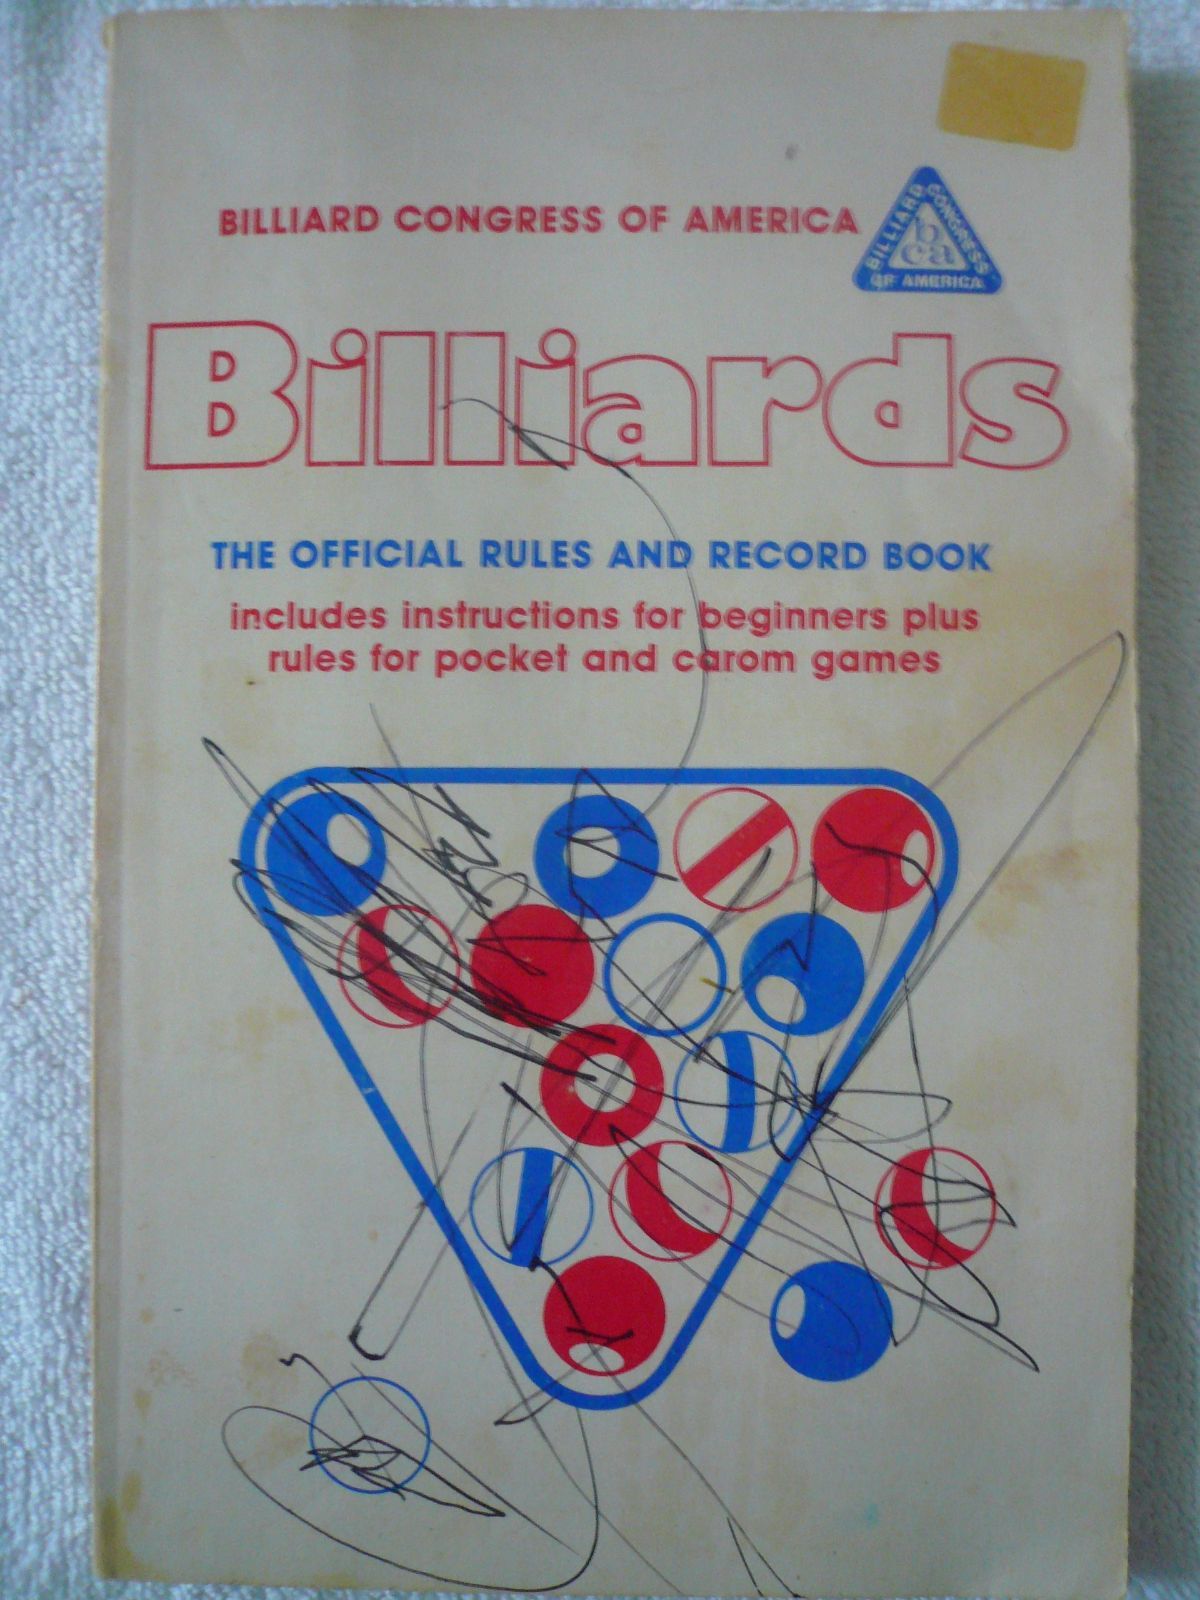 BILLIARD CONGRESS OF AMERICA
BILLIARD CONGRESS
bca
OF AMERICA
Billiards
THE OFFICIAL RULES AND RECORD BOOK
includes instructions for beginners plus
rules for pocket and carom games